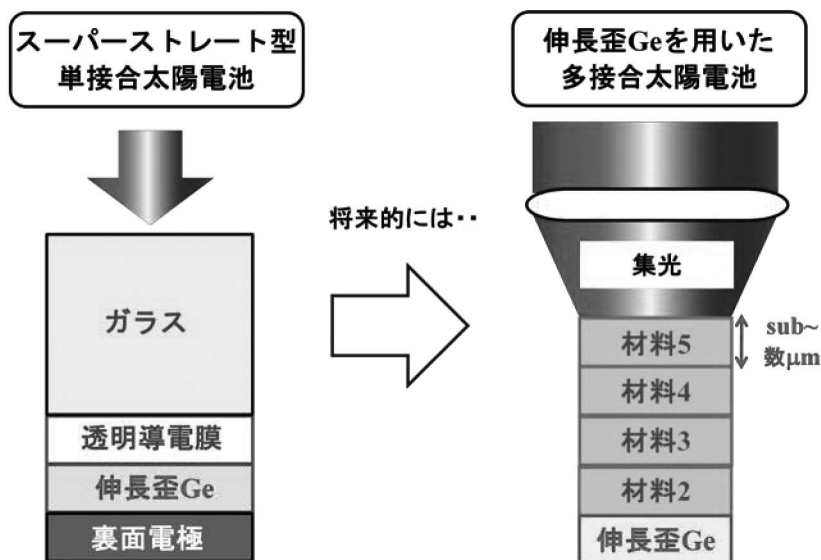 スーパーストレート型
単接合太陽電池
ガラス
透明導電膜
伸長歪Ge
裏面電極
将来的には・・
伸長歪Geを用いた
多接合太陽電池
集光
材料5
材料4
材料3
材料2
伸長歪Ge
sub~
数μm